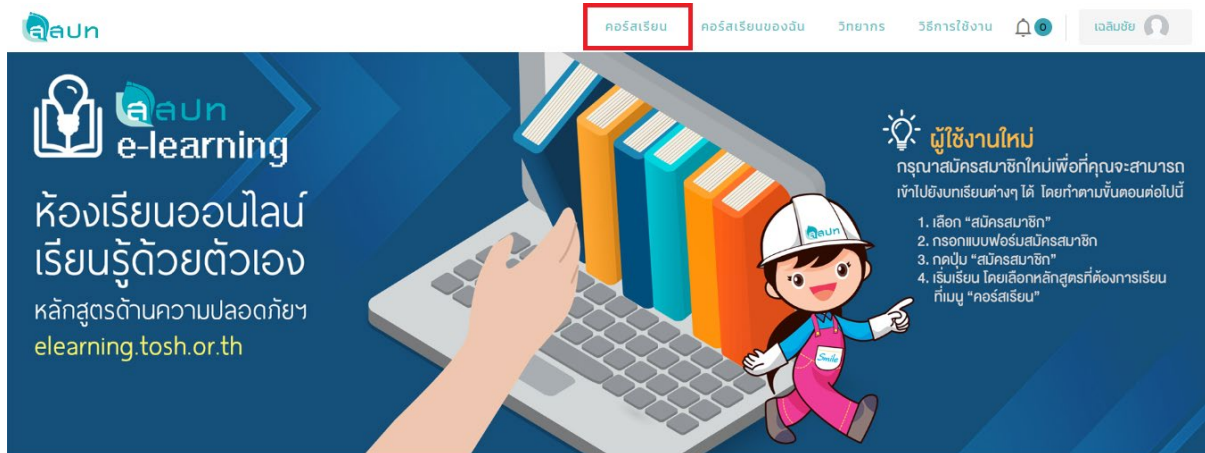 สสปท
คอร์สเรียน
คอร์สเรียนของฉัน
วิทยากร
วิธีการใช้งาน
0
เฉลิมชัย
สสปท
e-learning
ห้องเรียนออนไลน์
เรียนรู้ด้วยตัวเอง
หลักสูตรด้านความปลอดภัยฯ
elearning.tosh.or.th
สสปท
Smile
ผู้ใช้งานใหม่
กรุณาสมัครสมาชิกใหม่เพื่อที่คุณจะสามารถ
เข้าไปยังบทเรียนต่างๆ ได้ โดยทำตามขั้นตอนต่อไปนี้
1. เลือก “สมัครสมาชิก”
2. กรอกแบบฟอร์มสมัครสมาชิก
3. กดปุ่ม “สมัครสมาชิก”
4. เริ่มเรียน โดยเลือกหลักสูตรที่ต้องการเรียน
ที่เมนู “คอร์สเรียน”